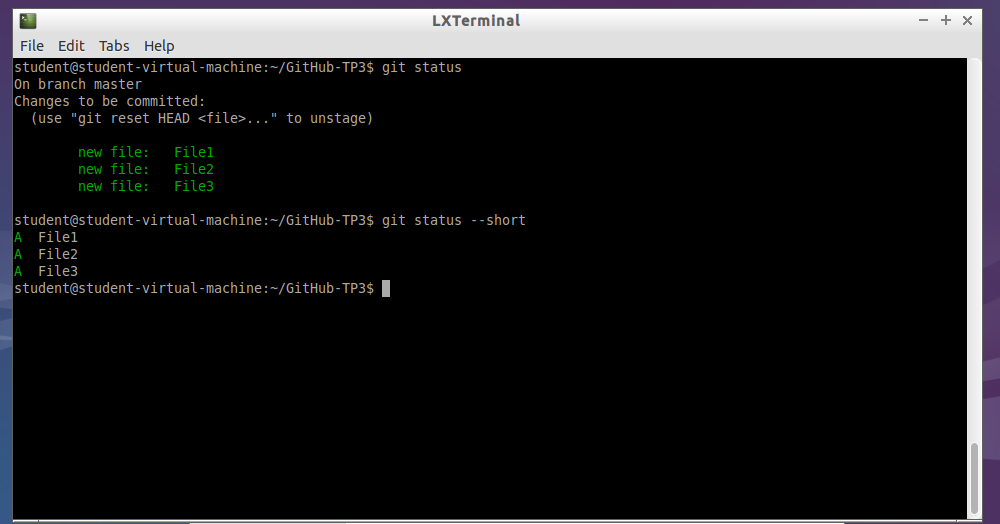 LXTerminal
File Edit Tabs Help
student@student-virtual-machine:~/GitHub-TP3$ git status
On branch master
Changes to be committed:
  (use "git reset HEAD <file>..." to unstage)
        new file:   File1
        new file:   File2
        new file:   File3
student@student-virtual-machine:~/GitHub-TP3$ git status --short
A  File1
A  File2
A  File3
student@student-virtual-machine:~/GitHub-TP3$